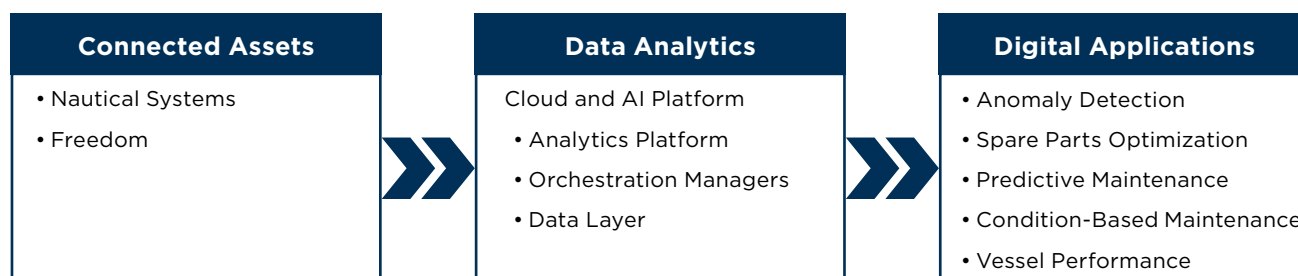 Connected Assets
• Nautical Systems
• Freedom
Data Analytics
Cloud and AI Platform
• Analytics Platform
• Orchestration Managers
• Data Layer
Digital Applications
• Anomaly Detection
• Spare Parts Optimization
• Predictive Maintenance
• Condition-Based Maintenance
• Vessel Performance